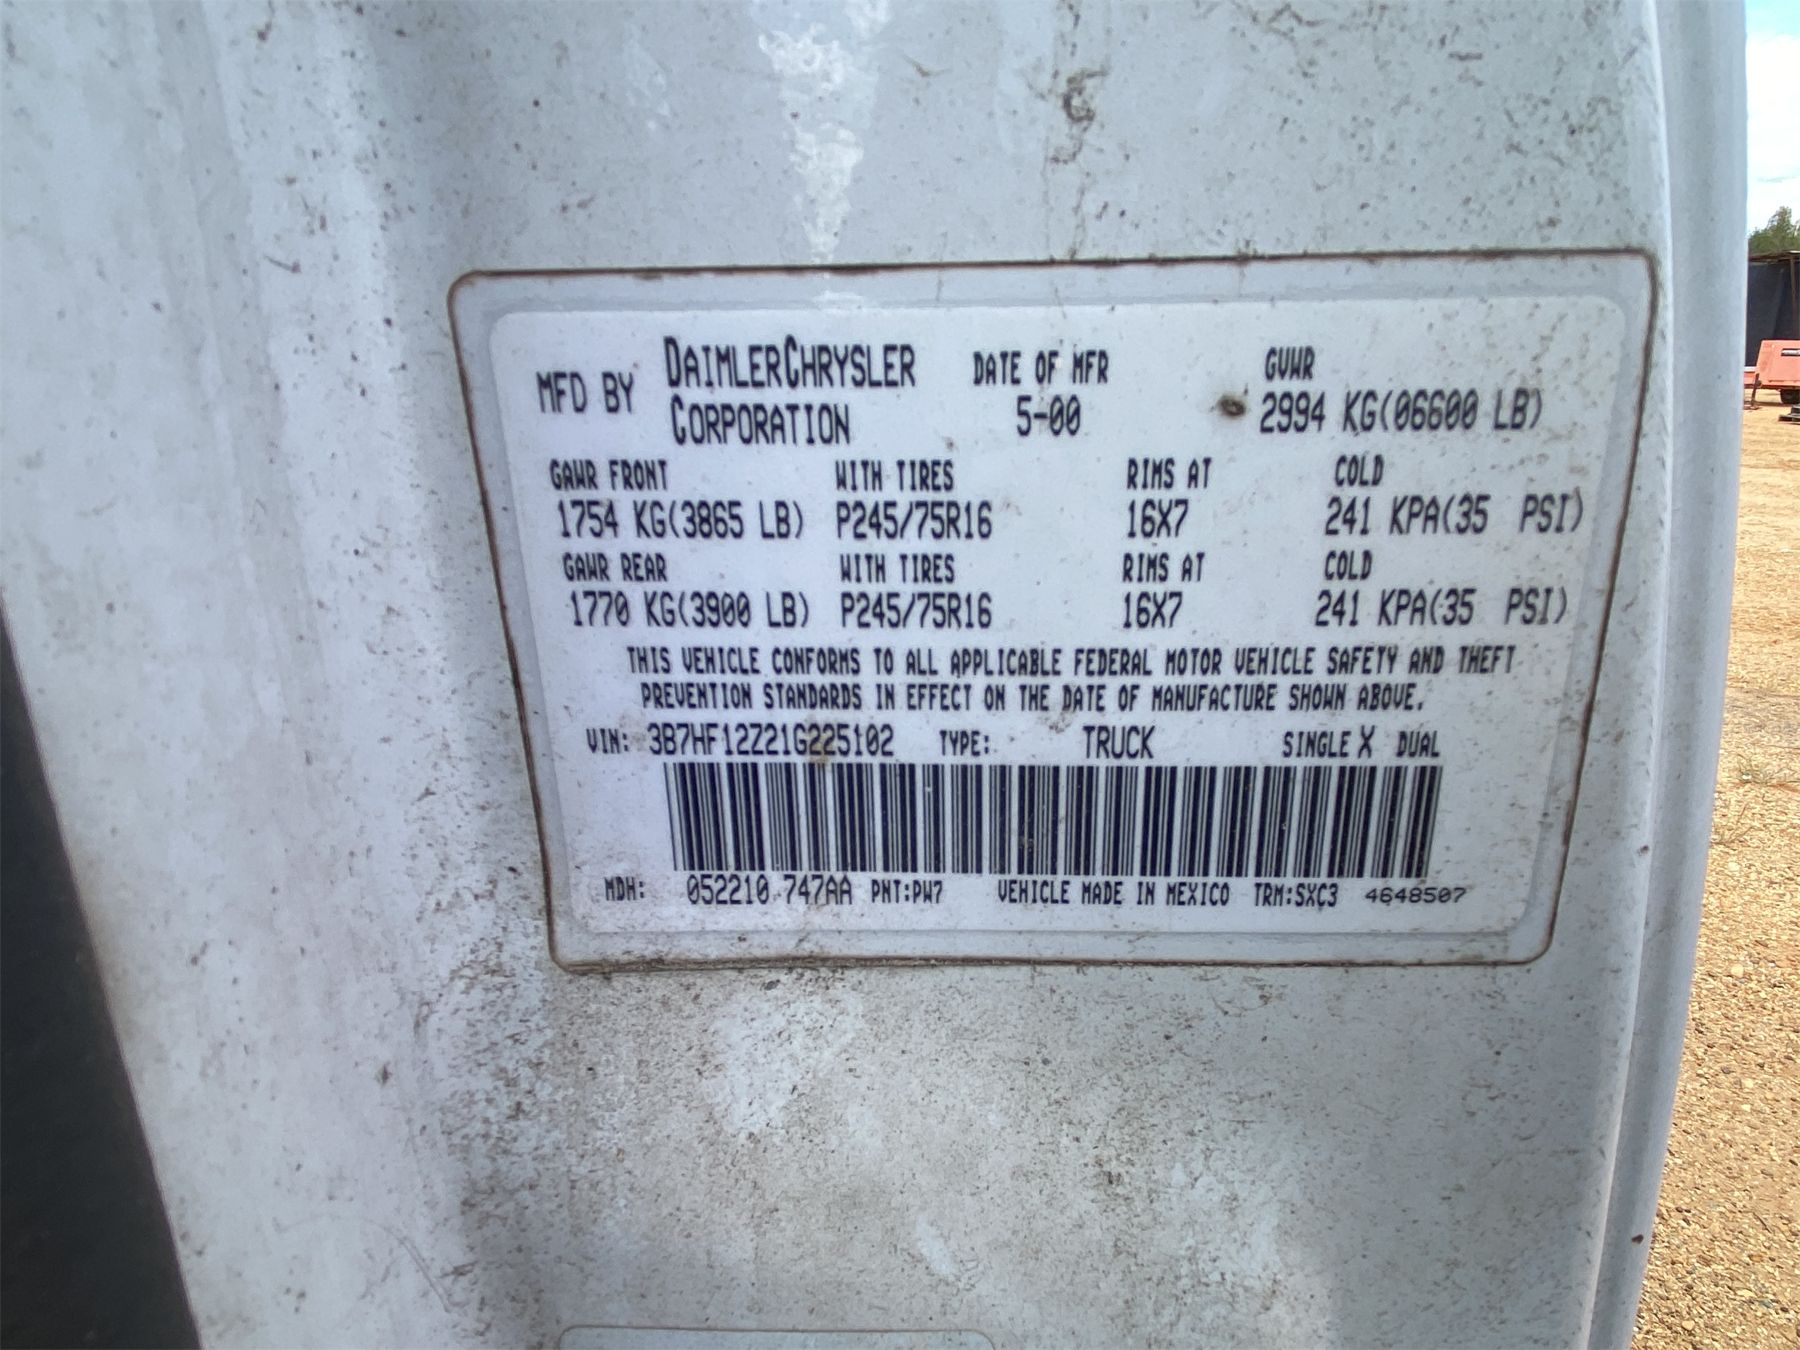 MFD BY DAIMLERCHRYSLER CORPORATION DATE OF MFR 5-00 GVWR 2994 KG(06600 LB)
GAWR FRONT WITH TIRES RIMS AT COLD
1754 KG(3865 LB) P245/75R16 16X7 241 KPA(35 PSI)
GAWR REAR WITH TIRES RIMS AT COLD
1770 KG(3900 LB) P245/75R16 16X7 241 KPA(35 PSI)
THIS VEHICLE CONFORMS TO ALL APPLICABLE FEDERAL MOTOR VEHICLE SAFETY AND THEFT
PREVENTION STANDARDS IN EFFECT ON THE DATE OF MANUFACTURE SHOWN ABOVE.
VIN: 3B7HF12Z21G225102 TYPE: TRUCK SINGLE X DUAL
MDH: 052210 747AA PNT:PW7 VEHICLE MADE IN MEXICO TRM:SXC3 4648507